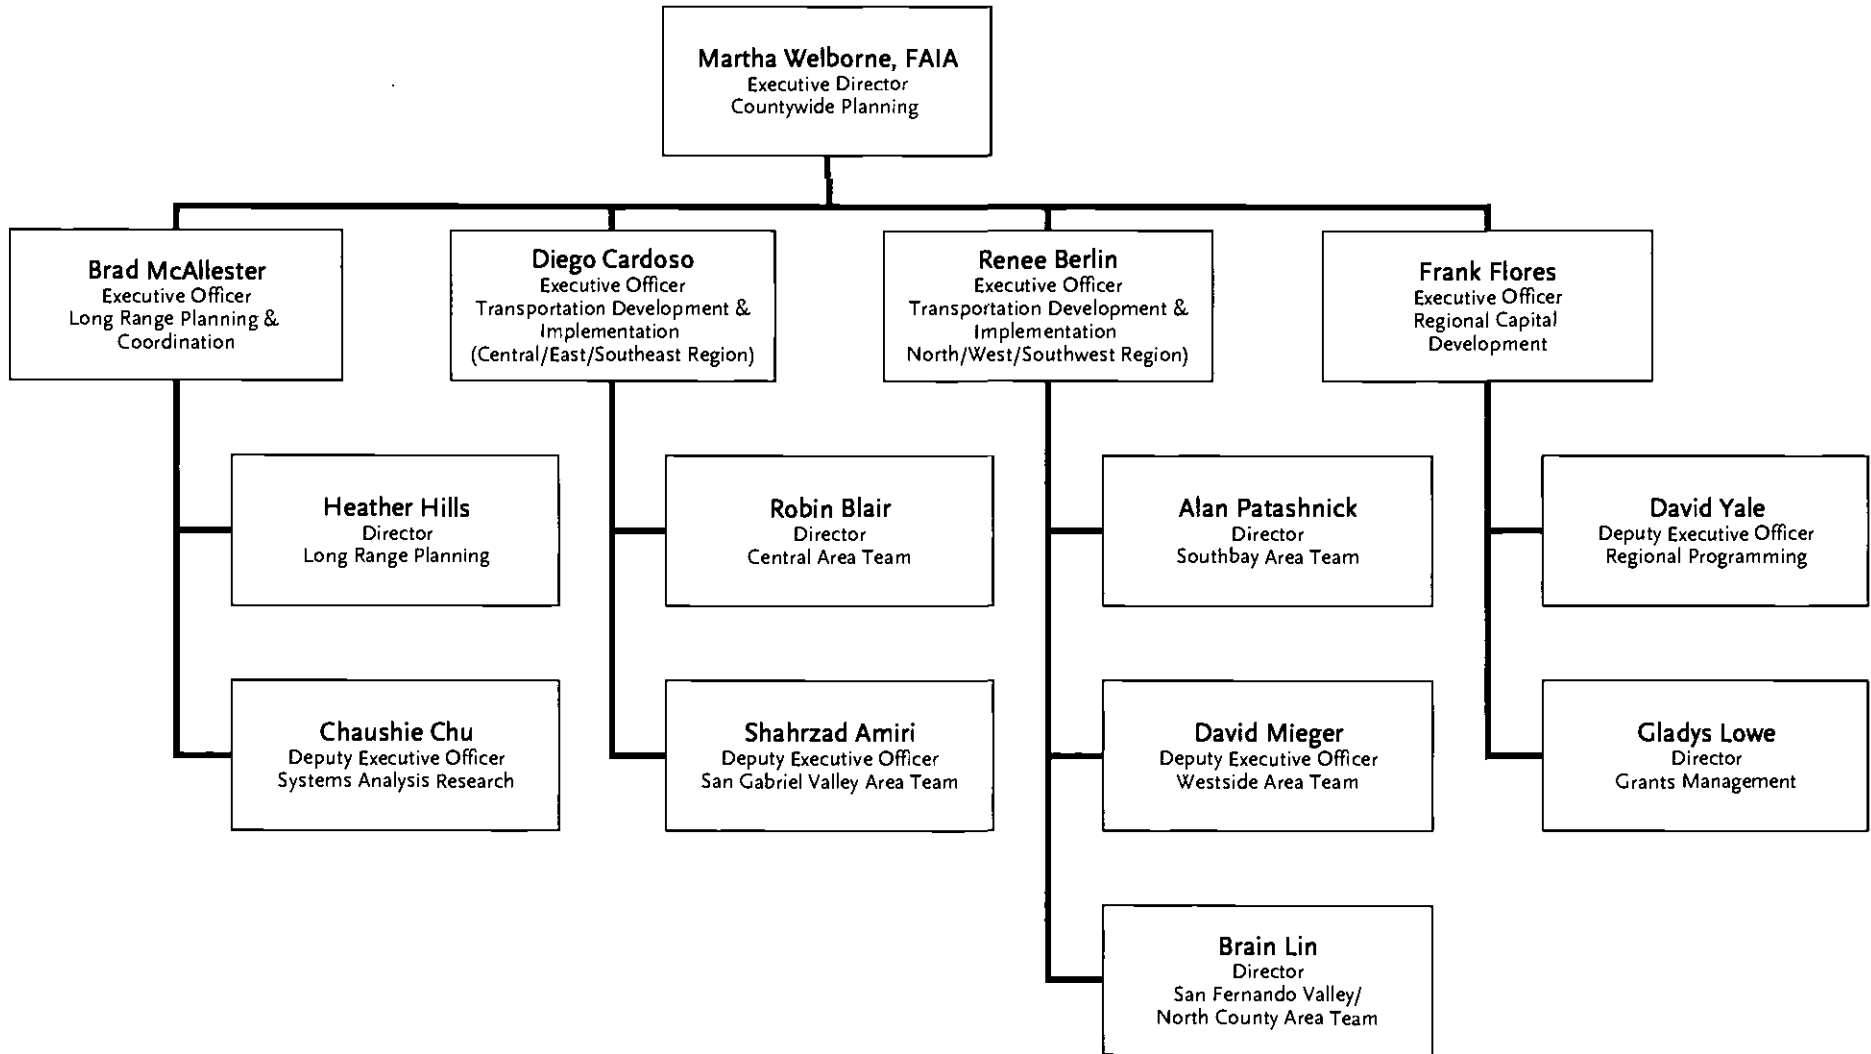 Martha Welborne, FAIA
Executive Director
Countywide Planning
Brad McAllester
Executive Officer
Long Range Planning &
Coordination
Diego Cardoso
Executive Officer
Transportation Development &
Implementation
(Central/East/Southeast Region)
Renee Berlin
Executive Officer
Transportation Development &
Implementation
North/West/Southwest Region)
Frank Flores
Executive Officer
Regional Capital
Development
Heather Hills
Director
Long Range Planning
Robin Blair
Director
Central Area Team
Alan Patashnick
Director
Southbay Area Team
David Yale
Deputy Executive Officer
Regional Programming
Chaushie Chu
Deputy Executive Officer
Systems Analysis Research
Shahrzad Amiri
Deputy Executive Officer
San Gabriel Valley Area Team
David Mieger
Deputy Executive Officer
Westside Area Team
Gladys Lowe
Director
Grants Management
Brain Lin
Director
San Fernando Valley/
North County Area Team